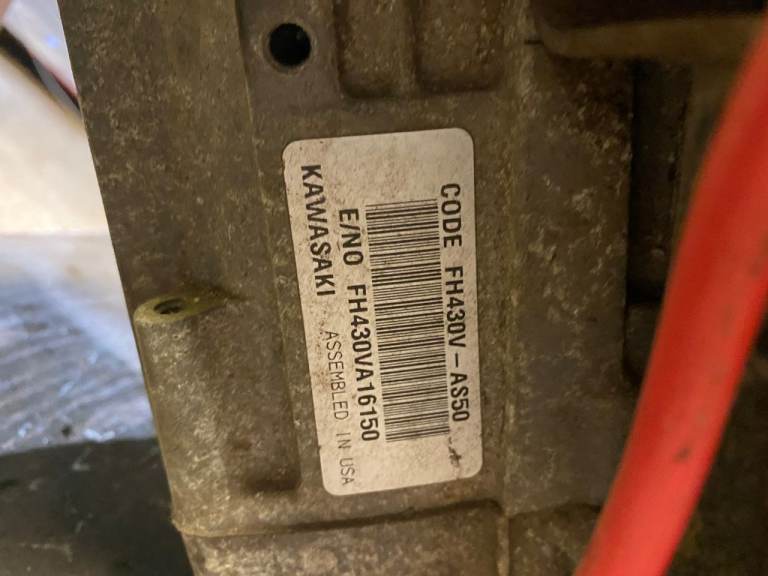 CODE FH430V-AS50
E/NO FH430VA16150
KAWASAKI ASSEMBLED IN USA